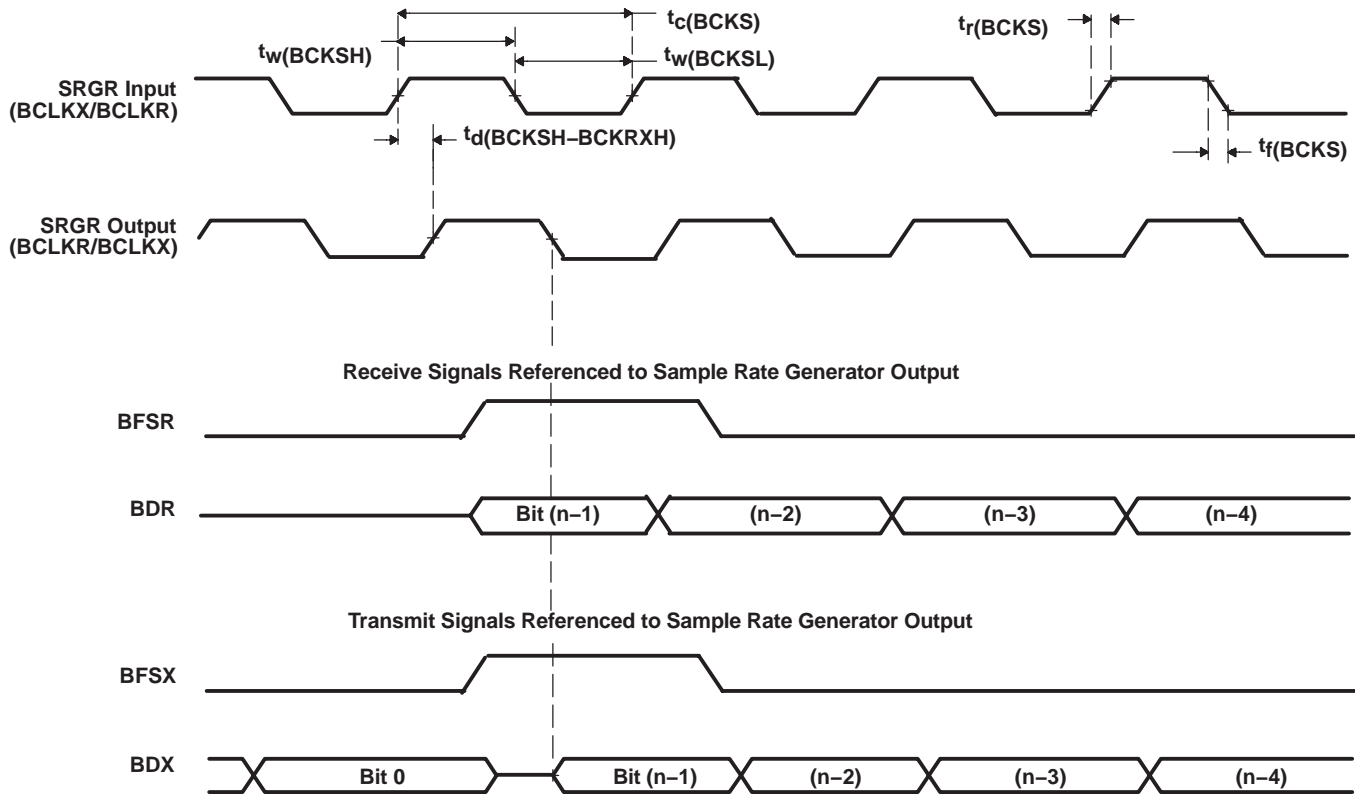 tc(BCKS)
tr(BCKS)
tw(BCKSH)
tw(BCKSL)
SRGR Input
(BCLKX/BCLKR)
td(BCKSH–BCKRXH)
tf(BCKS)
SRGR Output
(BCLKR/BCLKX)
Receive Signals Referenced to Sample Rate Generator Output
BFSR
BDR
Bit (n–1)
(n–2)
(n–3)
(n–4)
Transmit Signals Referenced to Sample Rate Generator Output
BFSX
BDX
Bit 0
Bit (n–1)
(n–2)
(n–3)
(n–4)